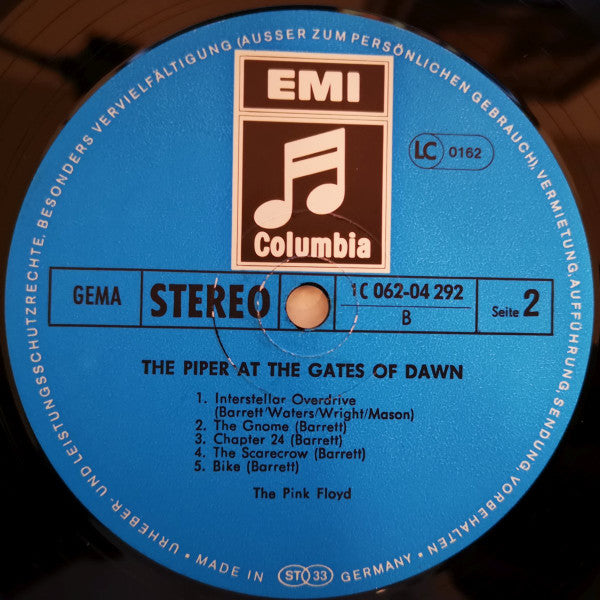 URHEBER- UND LEISTUNGSSCHUTZRECHTE, BESONDERS VERVIELFÄLTIGUNG (AUSSER ZUM PERSÖNLICHEN GEBRAUCH), VERMIETUNG, AUFFÜHRUNG, SENDUNG, VORBEHALTEN •
EMI
Columbia
LC 0162
GEMA
STEREO
1C 062-04 292
B
Seite 2
THE PIPER AT THE GATES OF DAWN
1. Interstellar Overdrive
(Barrett/Waters/Wright/Mason)
2. The Gnome (Barrett)
3. Chapter 24 (Barrett)
4. The Scarecrow (Barrett)
5. Bike (Barrett)
The Pink Floyd
• MADE IN ST 33 GERMANY •